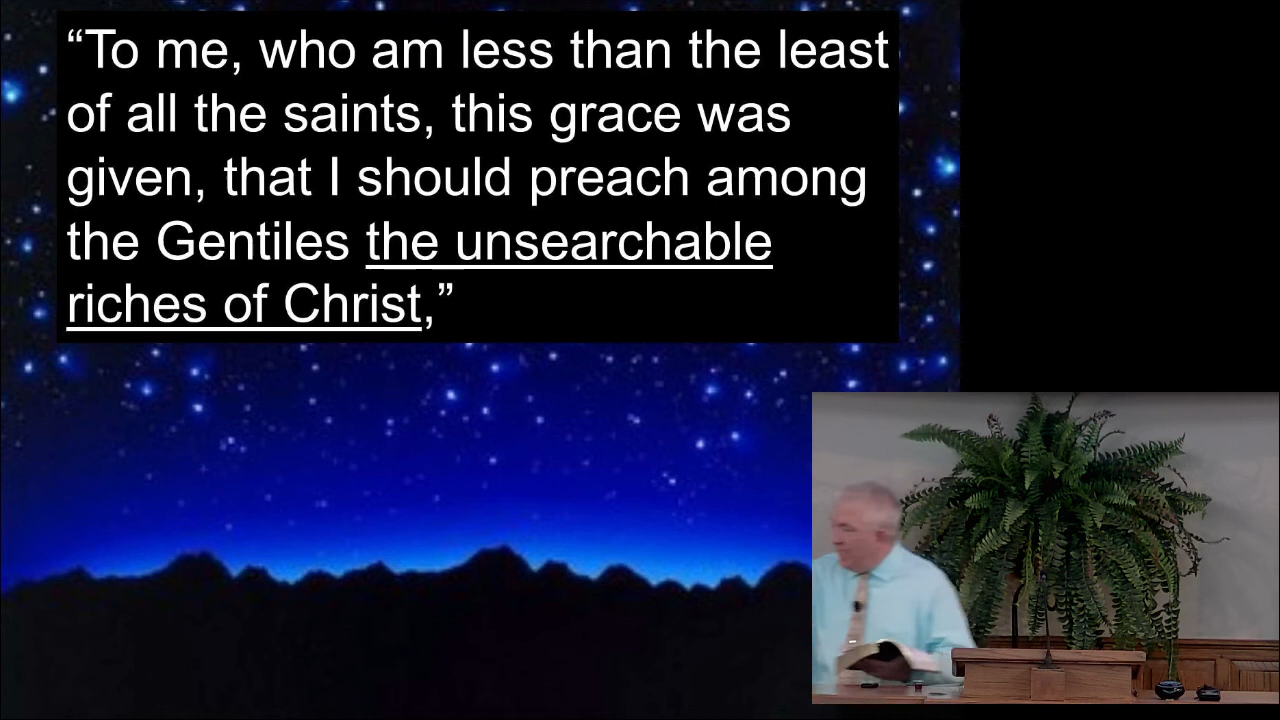 “To me, who am less than the least
of all the saints, this grace was
given, that I should preach among
the Gentiles the unsearchable
riches of Christ,”